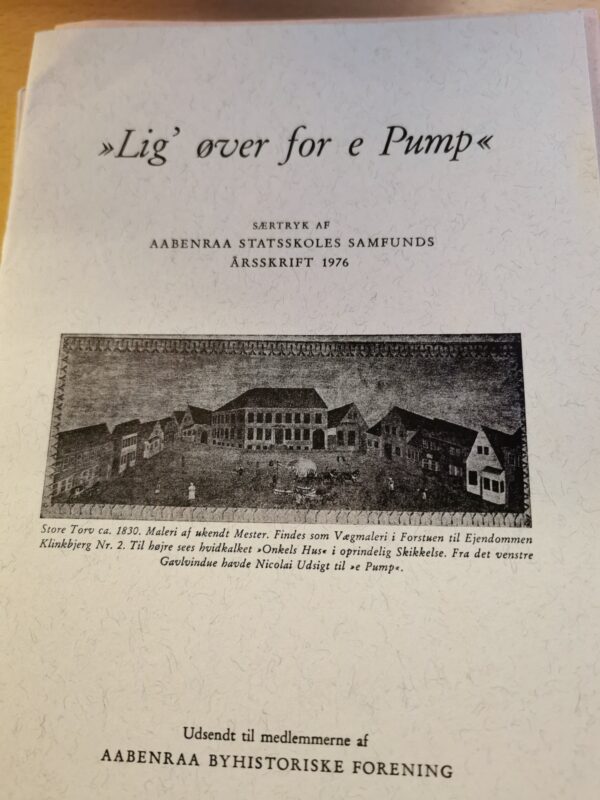 »Lig' øver for e Pump«
SÆRTRYK AF
AABENRAA STATSSKOLES SAMFUNDS
ÅRSSKRIFT 1976
Store Torv ca. 1830. Maleri af ukendt Mester. Findes som Vægmaleri i Forstuen til Ejendommen
Klinkbjerg Nr. 2. Til højre sees hvidkalket »Onkels Hus« i oprindelig Skikkelse. Fra det venstre
Gavlvindue havde Nicolai Udsigt til »e Pump«.
Udsendt til medlemmerne af
AABENRAA BYHISTORISKE FORENING